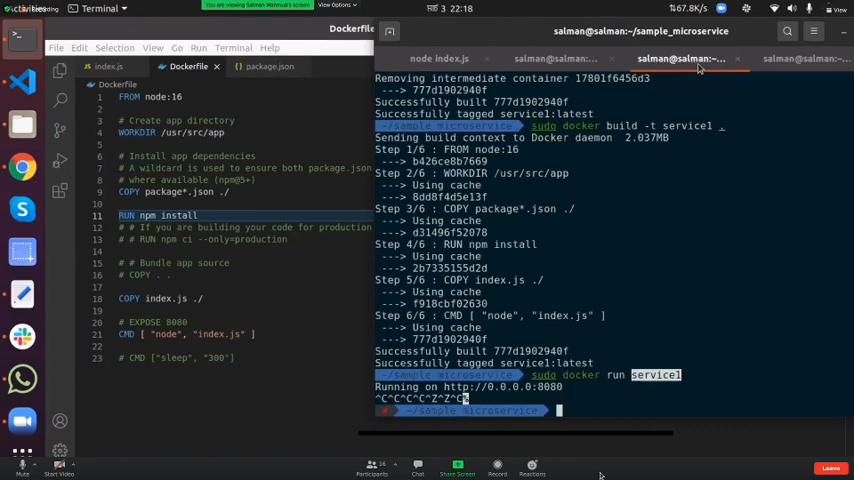 Activities
Terminal
You are viewing Salman Mahmud's screen
View Options
22:18
67.8K/s
View
Dockerfile
File Edit Selection View Go Run Terminal Help
index.js
Dockerfile
package.json
Dockerfile
1 FROM node:16
2
3 # Create app directory
4 WORKDIR /usr/src/app
5
6 # Install app dependencies
7 # A wildcard is used to ensure both package.json
8 # where available (npm@5+)
9 COPY package*.json ./
10
11 RUN npm install
12 # # If you are building your code for production
13 # # RUN npm ci --only=production
14
15 # # Bundle app source
16 # COPY . .
17
18 COPY index.js ./
19
20 # EXPOSE 8080
21 CMD [ "node", "index.js" ]
22
23 # CMD ["sleep", "300"]
salman@salman:~/sample_microservice
node index.js
salman@salman:~...
salman@salman:~...
salman@salman:~...
Removing intermediate container 17801f6456d3
---> 777d1902940f
Successfully built 777d1902940f
Successfully tagged service1:latest
~/sample_microservice sudo docker build -t service1 .
Sending build context to Docker daemon 2.037MB
Step 1/6 : FROM node:16
---> b426ce8b7669
Step 2/6 : WORKDIR /usr/src/app
---> Using cache
---> 8dd8f4d5e13f
Step 3/6 : COPY package*.json ./
---> Using cache
---> d31496f52078
Step 4/6 : RUN npm install
---> Using cache
---> 2b7335155d2d
Step 5/6 : COPY index.js ./
---> Using cache
---> f918cbf02630
Step 6/6 : CMD [ "node", "index.js" ]
---> Using cache
---> 777d1902940f
Successfully built 777d1902940f
Successfully tagged service1:latest
~/sample_microservice sudo docker run service1
Running on http://0.0.0.0:8080
^C^C^C^C^Z^Z^C%
~/sample_microservice
Mute
Start Video
16
Participants
Chat
Share Screen
Record
Reactions
Leave